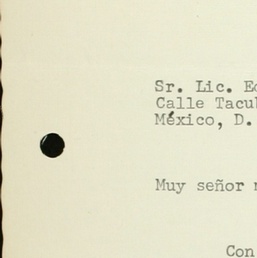 Sr. Lic.
Calle
México, D.
Muy señor
Con